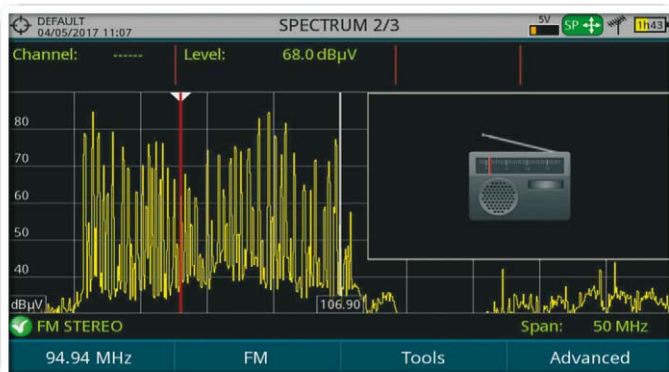 DEFAULT
04/05/2017 11:07
SPECTRUM 2/3
5V
SP
1h43
Channel: ------
Level: 68.0 dBµV
80
70
60
50
40
dBµV
106.90
FM STEREO
Span: 50 MHz
94.94 MHz
FM
Tools
Advanced